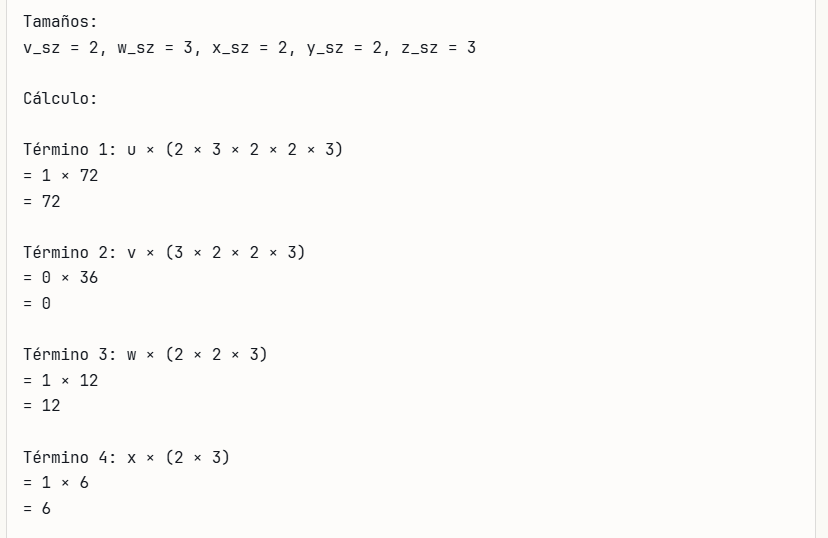 Tamaños:
v_sz = 2, w_sz = 3, x_sz = 2, y_sz = 2, z_sz = 3
Cálculo:
Término 1: u × (2 × 3 × 2 × 2 × 3)
= 1 × 72
= 72
Término 2: v × (3 × 2 × 2 × 3)
= 0 × 36
= 0
Término 3: w × (2 × 2 × 3)
= 1 × 12
= 12
Término 4: x × (2 × 3)
= 1 × 6
= 6